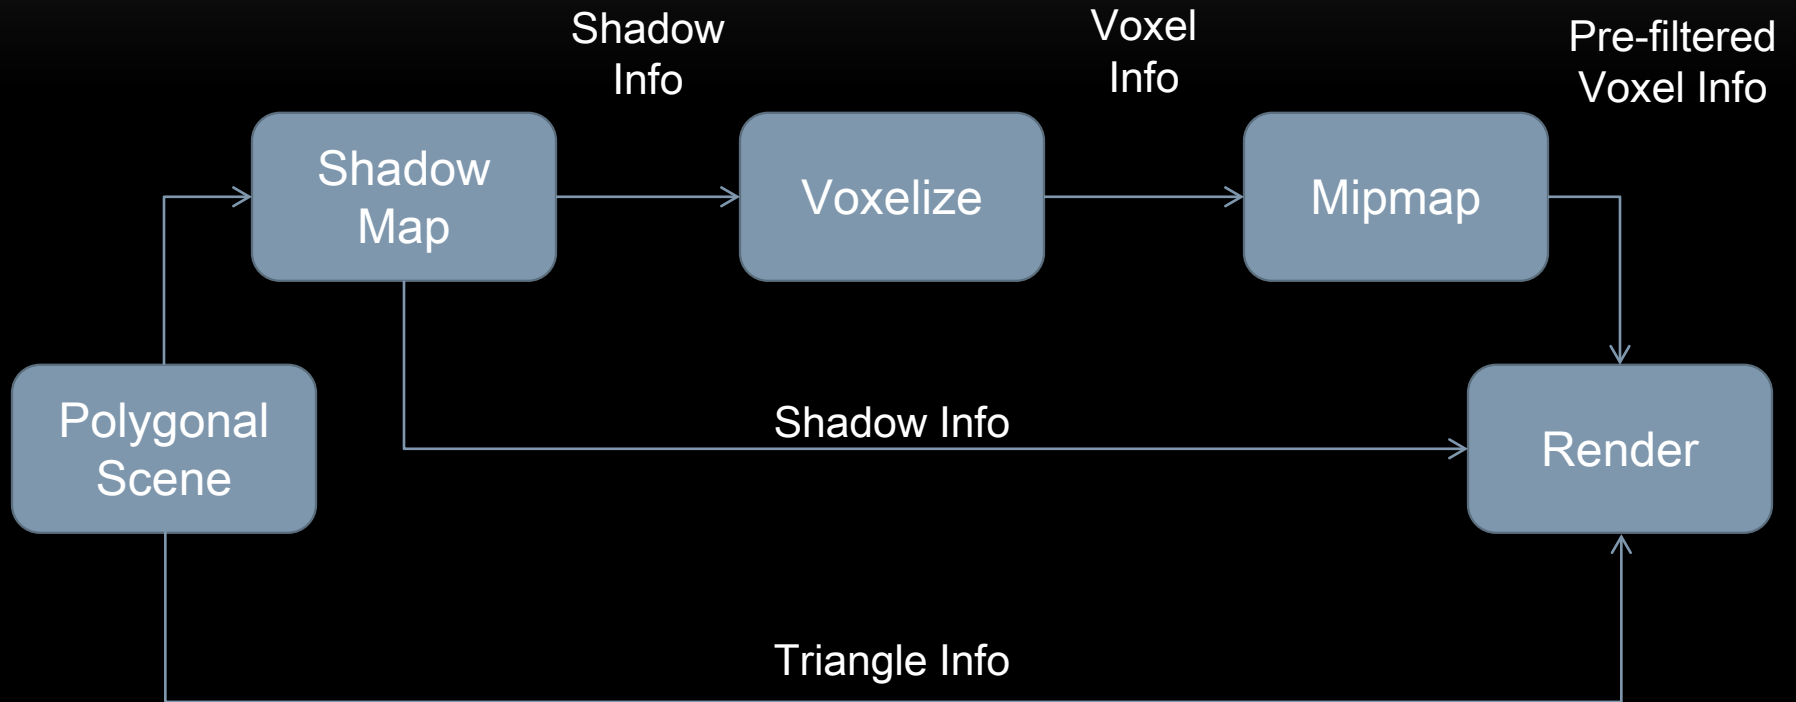 Shadow
Info
Voxel
Info
Pre-filtered
Voxel Info
Shadow
Map
Voxelize
Mipmap
Polygonal
Scene
Shadow Info
Render
Triangle Info